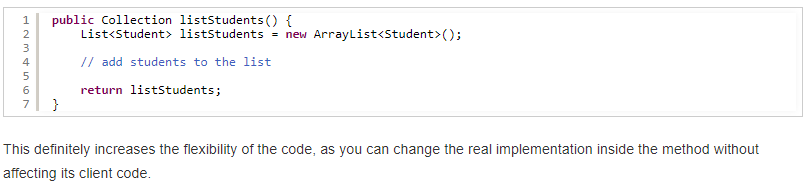 1 public Collection listStudents() {
2 List<Student> listStudents = new ArrayList<Student>();
3
4 // add students to the list
5
6 return listStudents;
7 }
This definitely increases the flexibility of the code, as you can change the real implementation inside the method without
affecting its client code.